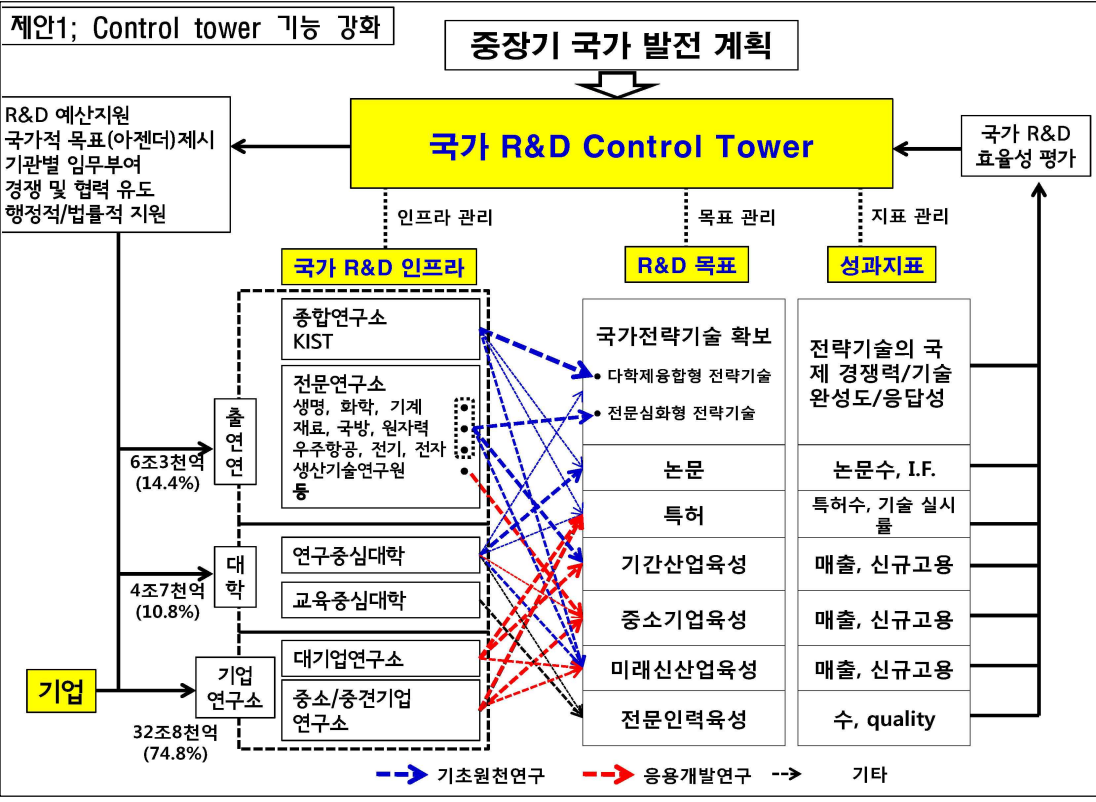 제안1; Control tower 기능 강화
중장기 국가 발전 계획
R&D 예산지원
국가적 목표(아젠더)제시
기관별 임무부여
경쟁 및 협력 유도
행정적/법률적 지원
국가 R&D Control Tower
국가 R&D
효율성 평가
인프라 관리
목표 관리
지표 관리
국가 R&D 인프라
R&D 목표
성과지표
종합연구소
KIST
전문연구소
생명, 화학, 기계
재료, 국방, 원자력
우주항공, 전기, 전자
생산기술연구원
등
출
연
연
6조3천억
(14.4%)
연구중심대학
교육중심대학
대
학
4조7천억
(10.8%)
대기업연구소
중소/중견기업
연구소
기업
기업
연구소
32조8천억
(74.8%)
국가전략기술 확보
• 다학제융합형 전략기술
• 전문심화형 전략기술
논문
특허
기간산업육성
중소기업육성
미래신산업육성
전문인력육성
전략기술의 국
제 경쟁력/기술
완성도/응답성
논문수, I.F.
특허수, 기술 실시
률
매출, 신규고용
매출, 신규고용
매출, 신규고용
수, quality
기초원천연구
응용개발연구
기타